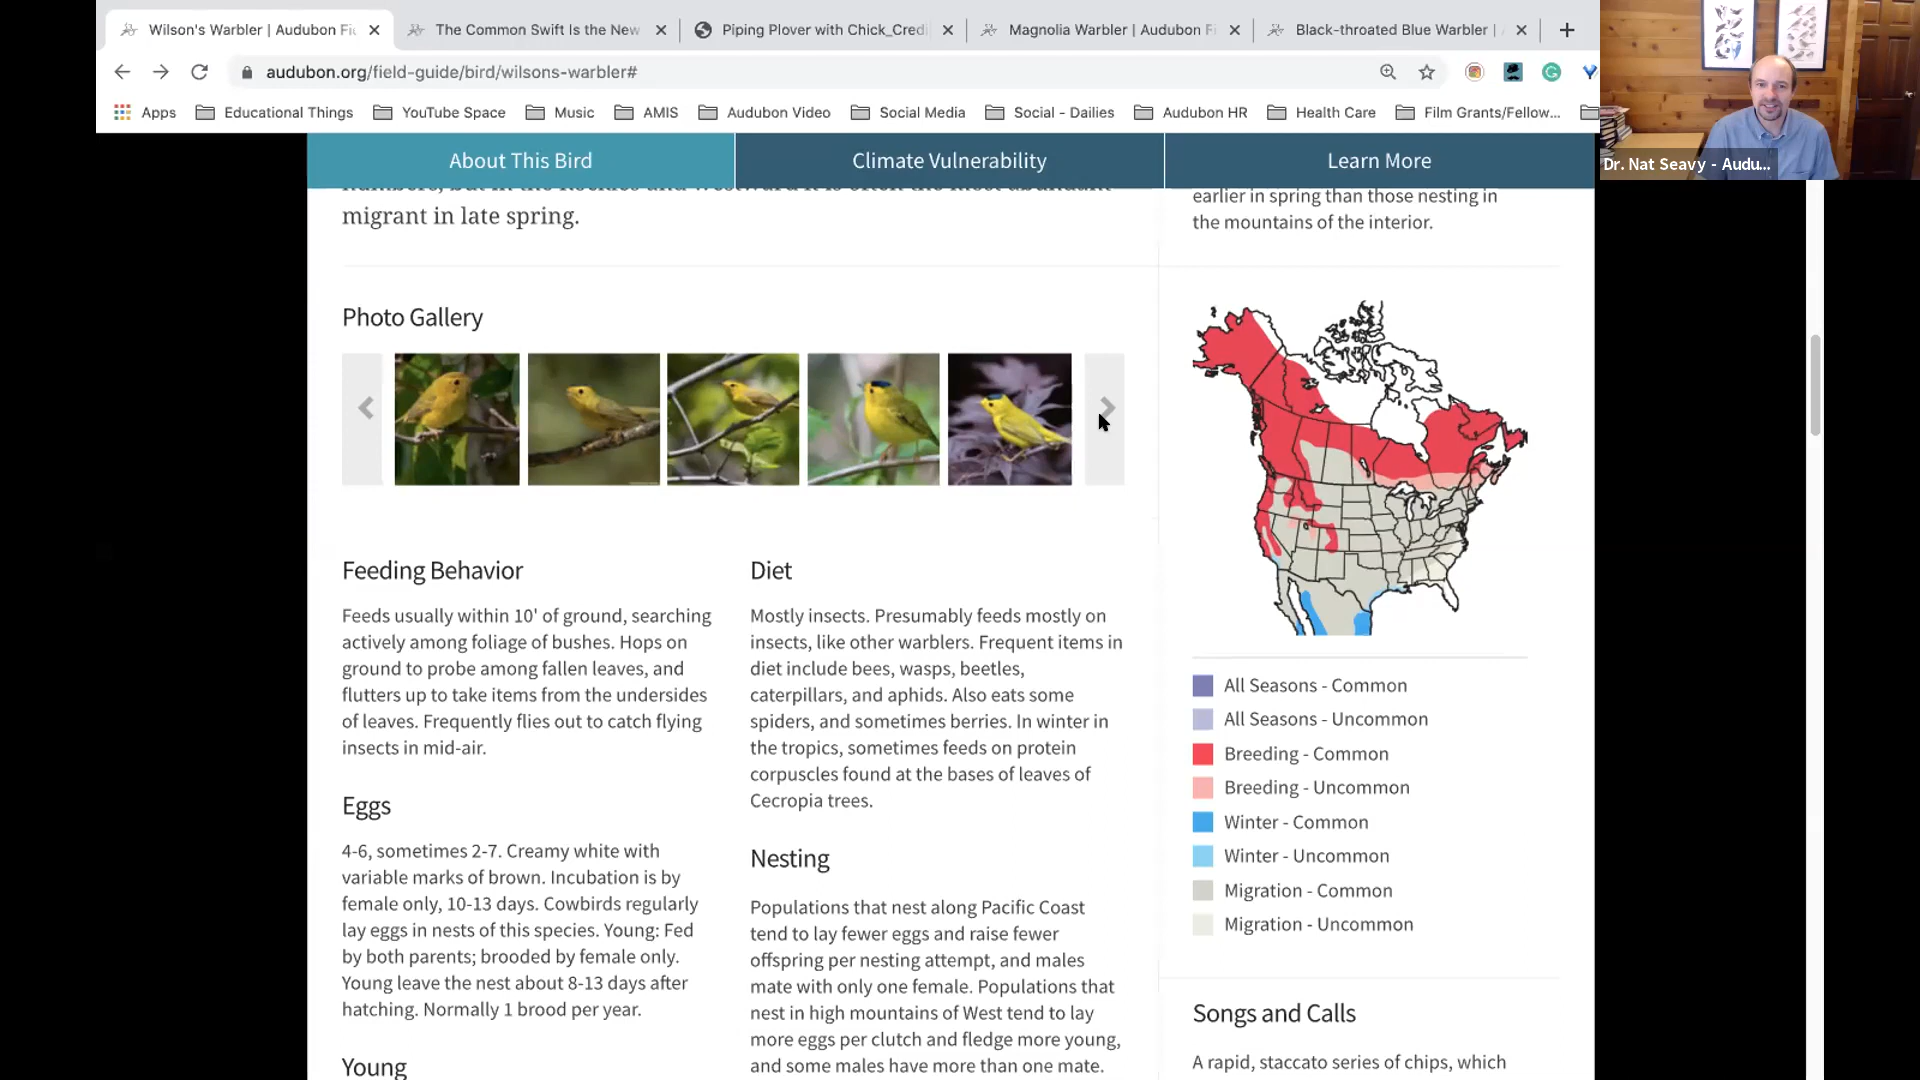 Wilson's Warbler | Audubon Fi
The Common Swift Is the New
Piping Plover with Chick_Credi
Magnolia Warbler | Audubon Fi
Black-throated Blue Warbler |
audubon.org/field-guide/bird/wilsons-warbler#
Apps
Educational Things
YouTube Space
Music
AMIS
Audubon Video
Social Media
Social - Dailies
Audubon HR
Health Care
Film Grants/Fellow...
Dr. Nat Seavy - Audu...
About This Bird
Climate Vulnerability
Learn More
numbers, but in the Rockies and westward it is often the most abundant
migrant in late spring.
earlier in spring than those nesting in
the mountains of the interior.
Photo Gallery
Feeding Behavior
Feeds usually within 10' of ground, searching
actively among foliage of bushes. Hops on
ground to probe among fallen leaves, and
flutters up to take items from the undersides
of leaves. Frequently flies out to catch flying
insects in mid-air.
Eggs
4-6, sometimes 2-7. Creamy white with
variable marks of brown. Incubation is by
female only, 10-13 days. Cowbirds regularly
lay eggs in nests of this species. Young: Fed
by both parents; brooded by female only.
Young leave the nest about 8-13 days after
hatching. Normally 1 brood per year.
Young
Diet
Mostly insects. Presumably feeds mostly on
insects, like other warblers. Frequent items in
diet include bees, wasps, beetles,
caterpillars, and aphids. Also eats some
spiders, and sometimes berries. In winter in
the tropics, sometimes feeds on protein
corpuscles found at the bases of leaves of
Cecropia trees.
Nesting
Populations that nest along Pacific Coast
tend to lay fewer eggs and raise fewer
offspring per nesting attempt, and males
mate with only one female. Populations that
nest in high mountains of West tend to lay
more eggs per clutch and fledge more young,
and some males have more than one mate.
All Seasons - Common
All Seasons - Uncommon
Breeding - Common
Breeding - Uncommon
Winter - Common
Winter - Uncommon
Migration - Common
Migration - Uncommon
Songs and Calls
A rapid, staccato series of chips, which